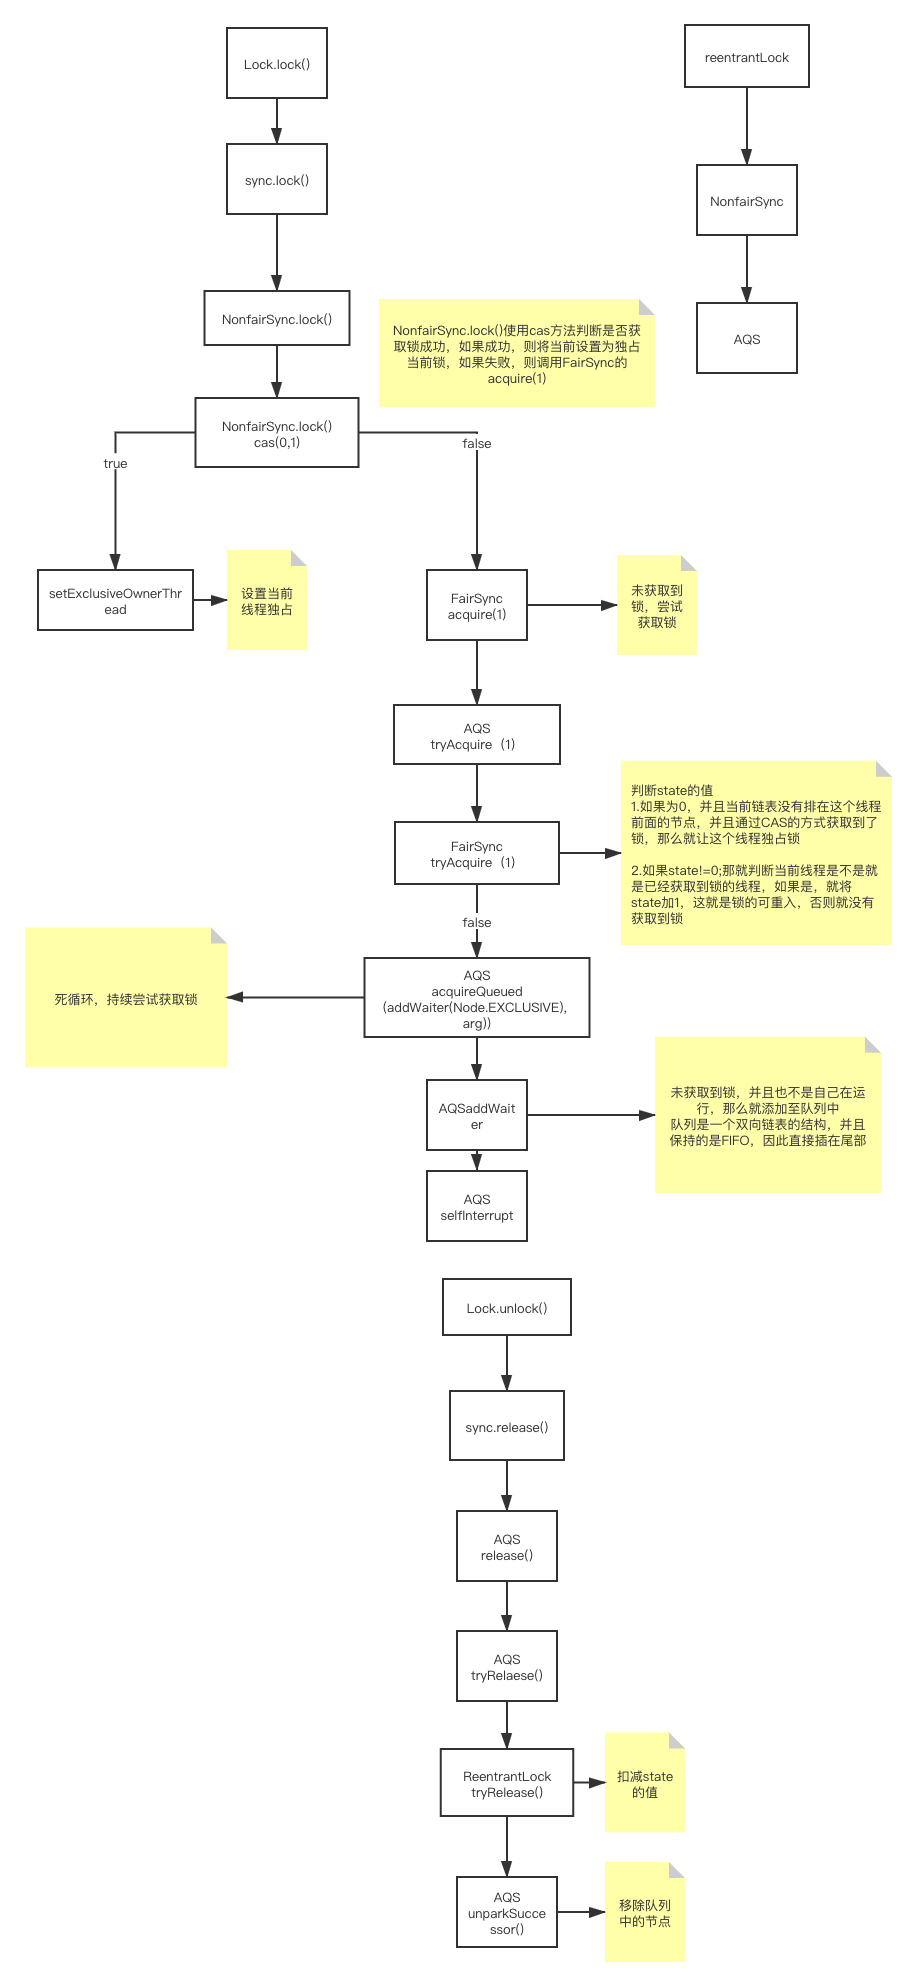 Lock.lock()
sync.lock()
NonfairSync.lock()
NonfairSync.lock()使用cas方法判断是否获
取锁成功，如果成功，则将当前设置为独占
当前锁，如果失败，则调用FairSync的
acquire(1)
NonfairSync.lock()
cas(0,1)
true
false
setExclusiveOwnerThr
ead
设置当前
线程独占
FairSync
acquire(1)
未获取到
锁，尝试
获取锁
AQS
tryAcquire（1）
FairSync
tryAcquire（1）
判断state的值
1.如果为0，并且当前链表没有排在这个线程
前面的节点，并且通过CAS的方式获取到了
锁，那么就让这个线程独占锁
2.如果state!=0;那就判断当前线程是不是就
是已经获取到锁的线程，如果是，就将
state加1，这就是锁的可重入，否则就没有
获取到锁
false
AQS
acquireQueued
(addWaiter(Node.EXCLUSIVE),
arg))
死循环，持续尝试获取锁
AQSaddWait
er
未获取到锁，并且也不是自己在运
行，那么就添加至队列中
队列是一个双向链表的结构，并且
保持的是FIFO，因此直接插在尾部
AQS
selfInterrupt
reentrantLock
NonfairSync
AQS
Lock.unlock()
sync.release()
AQS
release()
AQS
tryRelaese()
ReentrantLock
tryRelease()
扣减state
的值
AQS
unparkSucce
ssor()
移除队列
中的节点